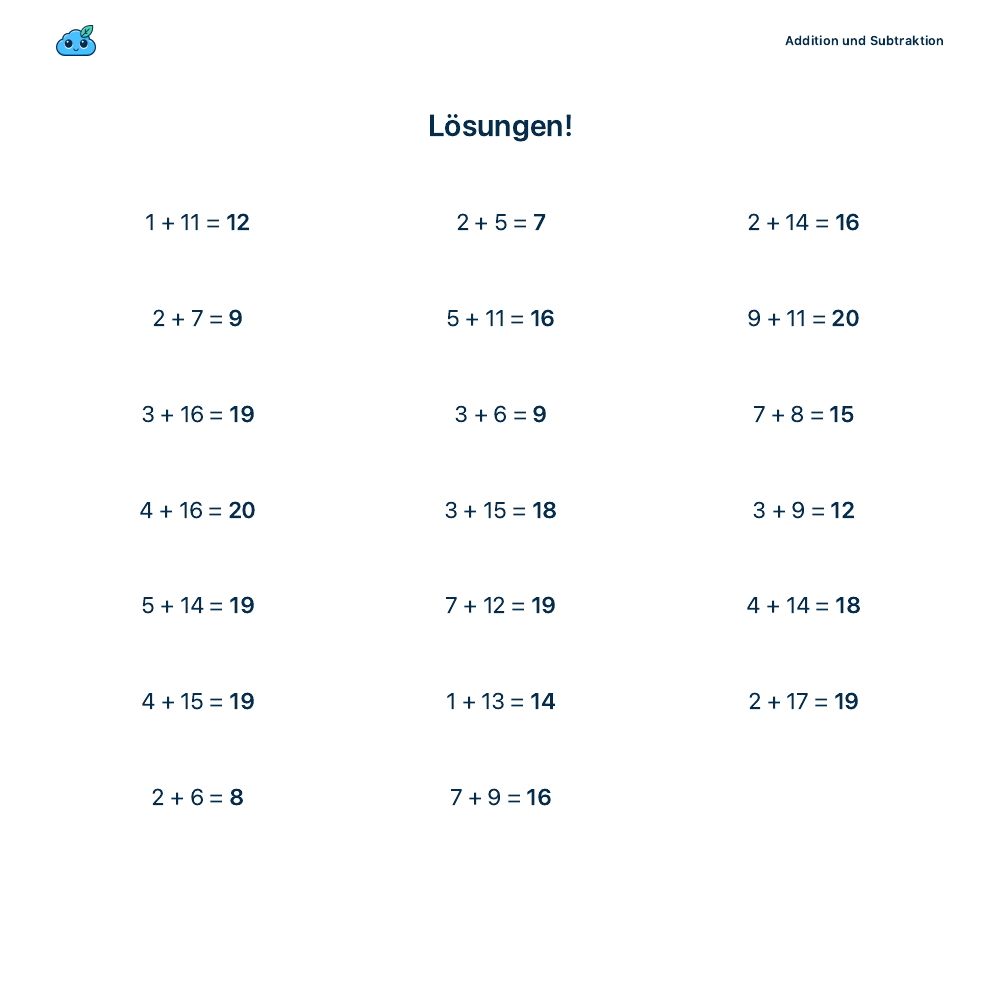 Addition und Subtraktion
Lösungen!
1 + 11 = 12
2 + 5 = 7
2 + 14 = 16
2 + 7 = 9
5 + 11 = 16
9 + 11 = 20
3 + 16 = 19
3 + 6 = 9
7 + 8 = 15
4 + 16 = 20
3 + 15 = 18
3 + 9 = 12
5 + 14 = 19
7 + 12 = 19
4 + 14 = 18
4 + 15 = 19
1 + 13 = 14
2 + 17 = 19
2 + 6 = 8
7 + 9 = 16